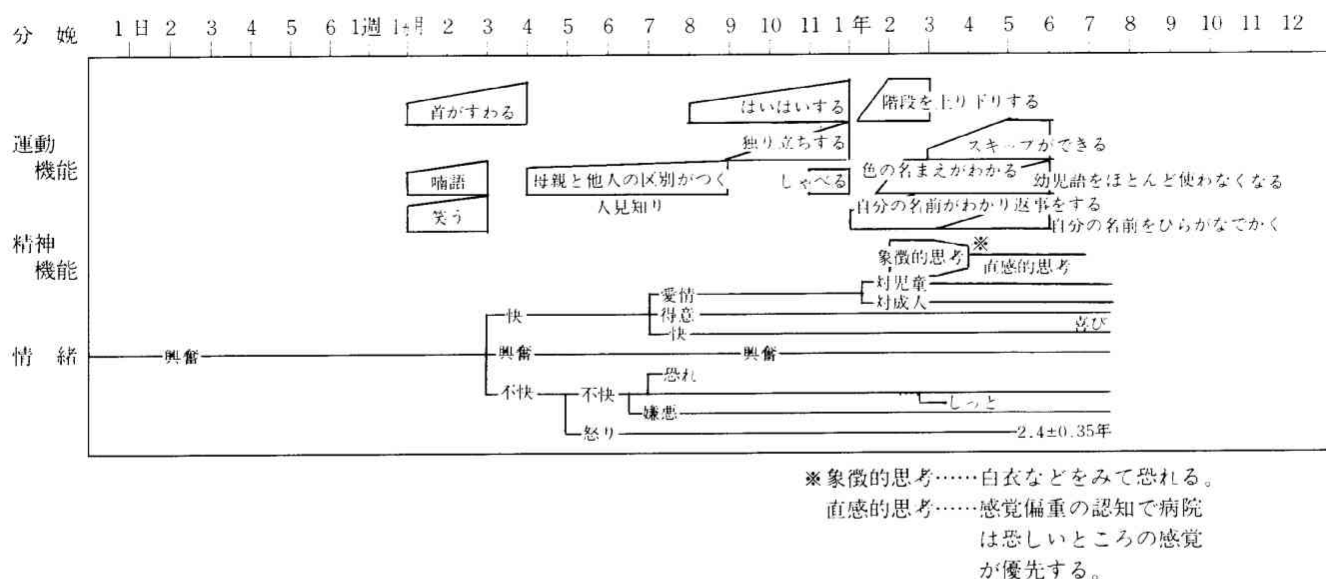 分娩 1日 2 3 4 5 6 1週 1ヵ月 2 3 4 5 6 7 8 9 10 11 1年 2 3 4 5 6 7 8 9 10 11 12
首がすわる はいはいする 階段を上り下りする
運動 独り立ちする スキップができる
機能 喃語 母親と他人の区別がつく しゃべる 色の名まえがわかる 幼児語をほとんど使わなくなる
笑う 人見知り 自分の名前がわかり返事をする
自分の名前をひらがなでかく
精神 ※
機能 象徴的思考 直感的思考
対児童
愛情 対成人
快 得意
快 喜び
情緒 興奮 興奮 興奮
恐れ
不快 不快 しっと
嫌悪
怒り 2.4±0.35年
※象徴的思考……白衣などをみて恐れる。
直感的思考……感覚偏重の認知で病院
は恐しいところの感覚
が優先する。